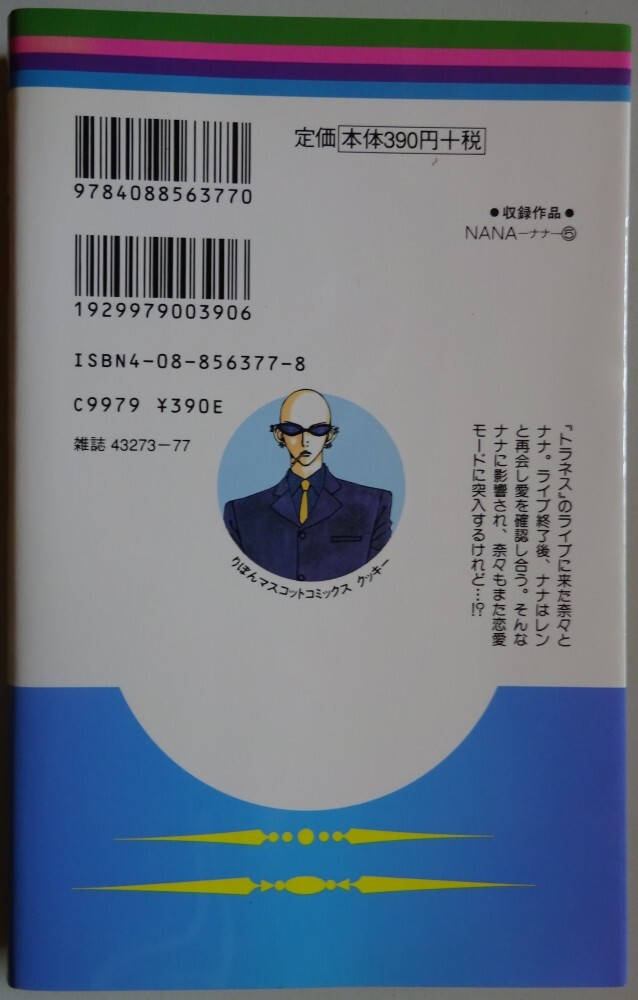 定価 本体390円+税
9784088563770
●収録作品●
NANA―ナナ―⑤
1929979003906
ISBN4-08-856377-8
C9979 ¥390E
雑誌 43273-77
りぼんマスコットコミックス クッキー
『トラネス』のライブに来た奈々と
ナナ。ライブ終了後、ナナはレン
と再会し愛を確認し合う。そんな
ナナに影響され、奈々もまた恋愛
モードに突入するけれど…!?